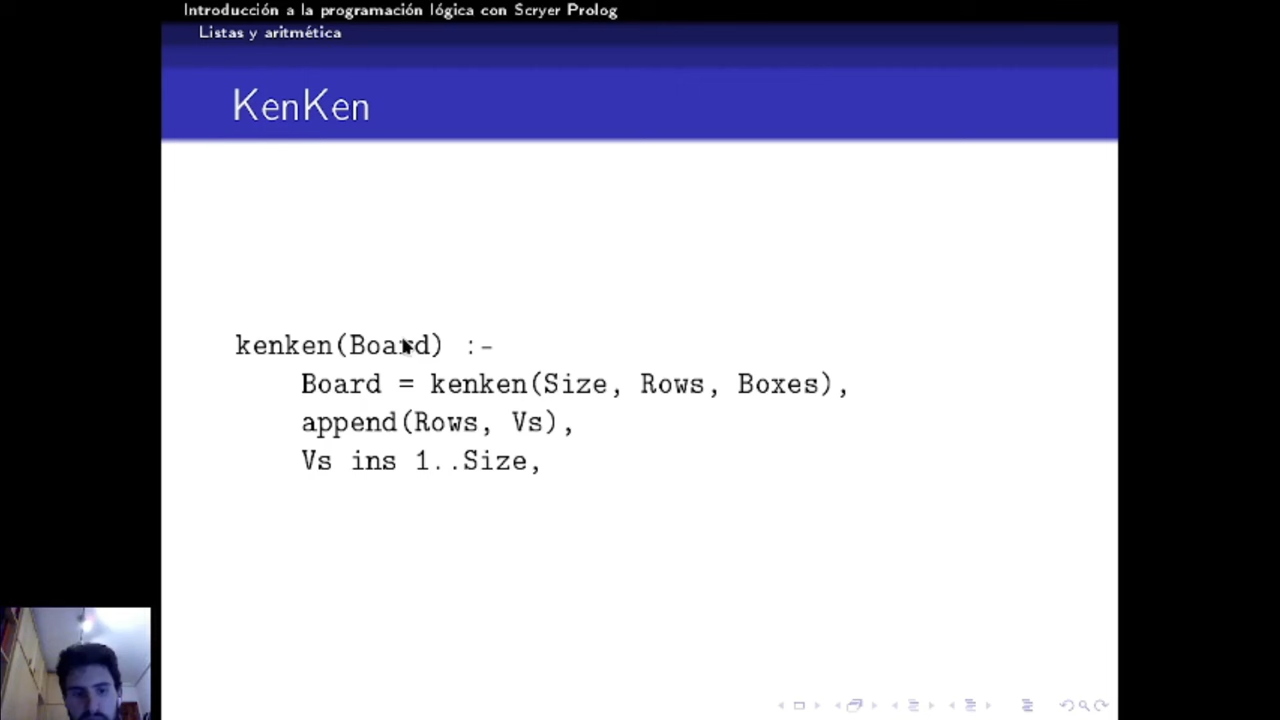 Introducción a la programación lógica con Scryer Prolog
Listas y aritmética
KenKen
kenken(Board) :-
Board = kenken(Size, Rows, Boxes),
append(Rows, Vs),
Vs ins 1..Size,